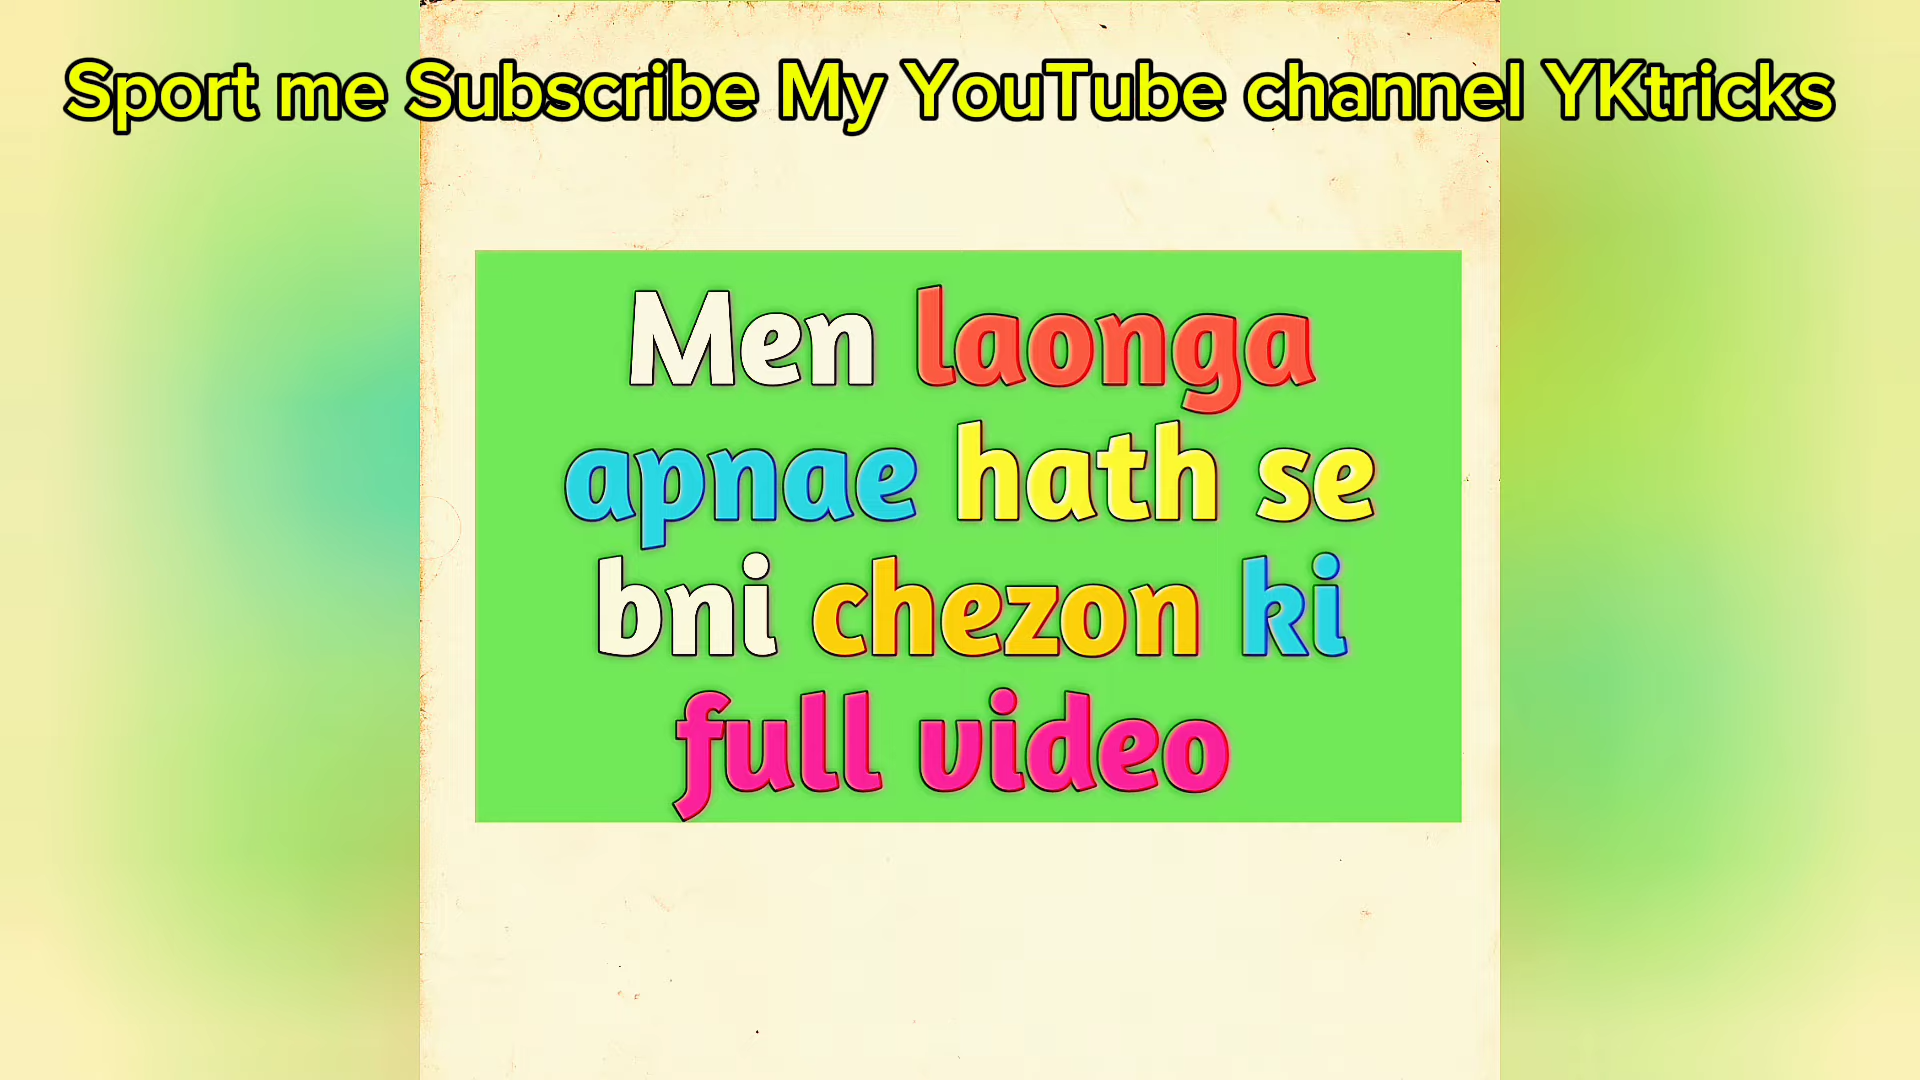 Sport me Subscribe My YouTube channel YKtricks
Men laonga
apnae hath se
bni chezon ki
full video